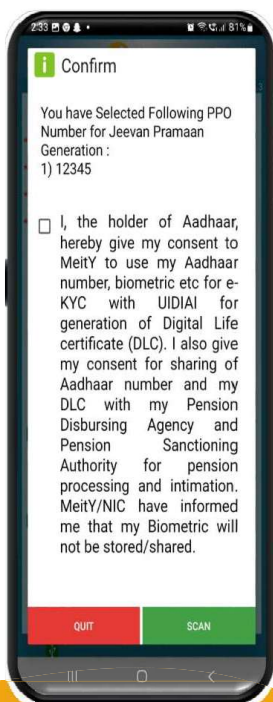 2:33 81%
i Confirm
You have Selected Following PPO
Number for Jeevan Pramaan
Generation :
1) 12345
I, the holder of Aadhaar,
hereby give my consent to
MeitY to use my Aadhaar
number, biometric etc for e-
KYC with UIDIAI for
generation of Digital Life
certificate (DLC). I also give
my consent for sharing of
Aadhaar number and my
DLC with my Pension
Disbursing Agency and
Pension Sanctioning
Authority for pension
processing and intimation.
MeitY/NIC have informed
me that my Biometric will
not be stored/shared.
QUIT SCAN